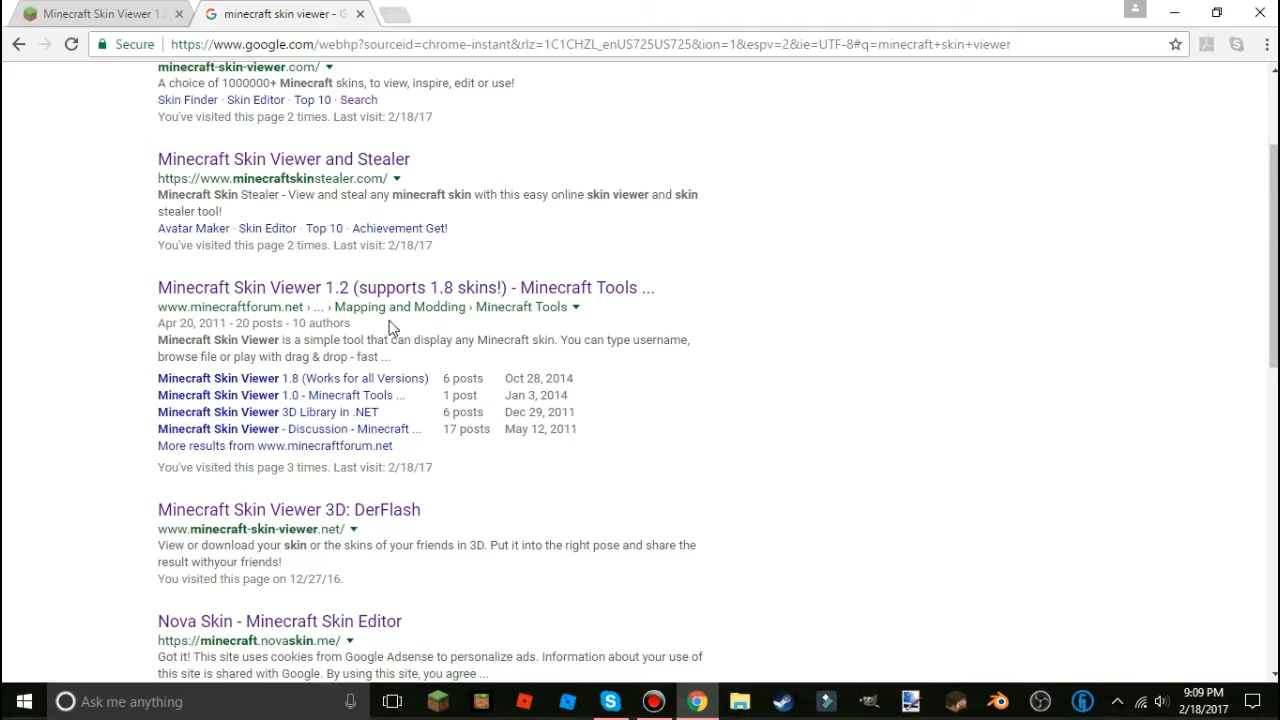 Minecraft Skin Viewer 1.2
minecraft skin viewer - G
Secure
https://www.google.com/webhp?sourceid=chrome-instant&rlz=1C1CHZL_enUS725US725&ion=1&espv=2&ie=UTF-8#q=minecraft+skin+viewer
minecraft-skin-viewer.com/
A choice of 1000000+ Minecraft skins, to view, inspire, edit or use!
Skin Finder · Skin Editor · Top 10 · Search
You've visited this page 2 times. Last visit: 2/18/17
Minecraft Skin Viewer and Stealer
https://www.minecraftskinstealer.com/
Minecraft Skin Stealer - View and steal any minecraft skin with this easy online skin viewer and skin
stealer tool!
Avatar Maker · Skin Editor · Top 10 · Achievement Get!
You've visited this page 2 times. Last visit: 2/18/17
Minecraft Skin Viewer 1.2 (supports 1.8 skins!) - Minecraft Tools ...
www.minecraftforum.net › ... › Mapping and Modding › Minecraft Tools
Apr 20, 2011 - 20 posts - 10 authors
Minecraft Skin Viewer is a simple tool that can display any Minecraft skin. You can type username,
browse file or play with drag & drop - fast ...
Minecraft Skin Viewer 1.8 (Works for all Versions) 6 posts Oct 28, 2014
Minecraft Skin Viewer 1.0 - Minecraft Tools ... 1 post Jan 3, 2014
Minecraft Skin Viewer 3D Library in .NET 6 posts Dec 29, 2011
Minecraft Skin Viewer - Discussion - Minecraft ... 17 posts May 12, 2011
More results from www.minecraftforum.net
You've visited this page 3 times. Last visit: 2/18/17
Minecraft Skin Viewer 3D: DerFlash
www.minecraft-skin-viewer.net/
View or download your skin or the skins of your friends in 3D. Put it into the right pose and share the
result withyour friends!
You visited this page on 12/27/16.
Nova Skin - Minecraft Skin Editor
https://minecraft.novaskin.me/
Got it! This site uses cookies from Google Adsense to personalize ads. Information about your use of
this site is shared with Google. By using this site, you agree ...
Ask me anything
9:09 PM
2/18/2017